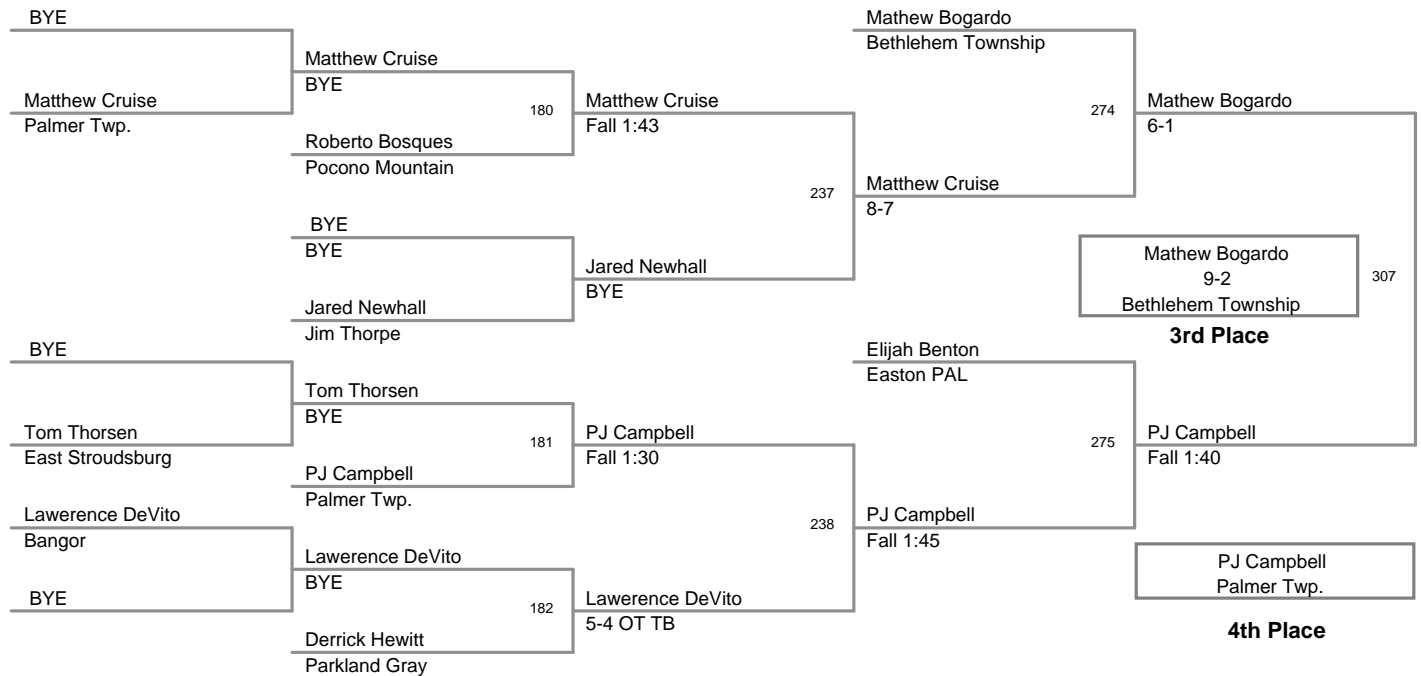 BYE
Matthew Cruise
Palmer Twp.
Matthew Cruise
BYE
180
Roberto Bosques
Pocono Mountain
Matthew Cruise
Fall 1:43
BYE
BYE
Jared Newhall
Jim Thorpe
Jared Newhall
BYE
237
Matthew Cruise
8-7
Mathew Bogardo
Bethlehem Township
274
Mathew Bogardo
6-1
Mathew Bogardo
9-2
Bethlehem Township
307
3rd Place
BYE
Tom Thorsen
East Stroudsburg
Tom Thorsen
BYE
181
PJ Campbell
Palmer Twp.
PJ Campbell
Fall 1:30
Lawerence DeVito
Bangor
BYE
Lawerence DeVito
BYE
182
Derrick Hewitt
Parkland Gray
Lawerence DeVito
5-4 OT TB
238
PJ Campbell
Fall 1:45
Elijah Benton
Easton PAL
275
PJ Campbell
Fall 1:40
PJ Campbell
Palmer Twp.
4th Place